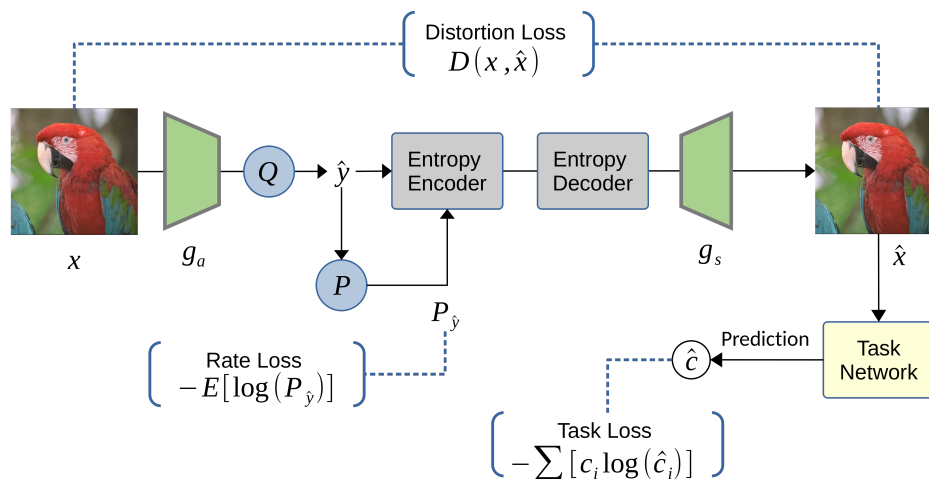 Distortion Loss
D(x,x̂)
Q
ŷ
Entropy
Encoder
Entropy
Decoder
x
g_a
g_s
x̂
P
P_ŷ
Rate Loss
−E[log(P_ŷ)]
Prediction
ĉ
Task
Network
Task Loss
−∑[c_i log(ĉ_i)]